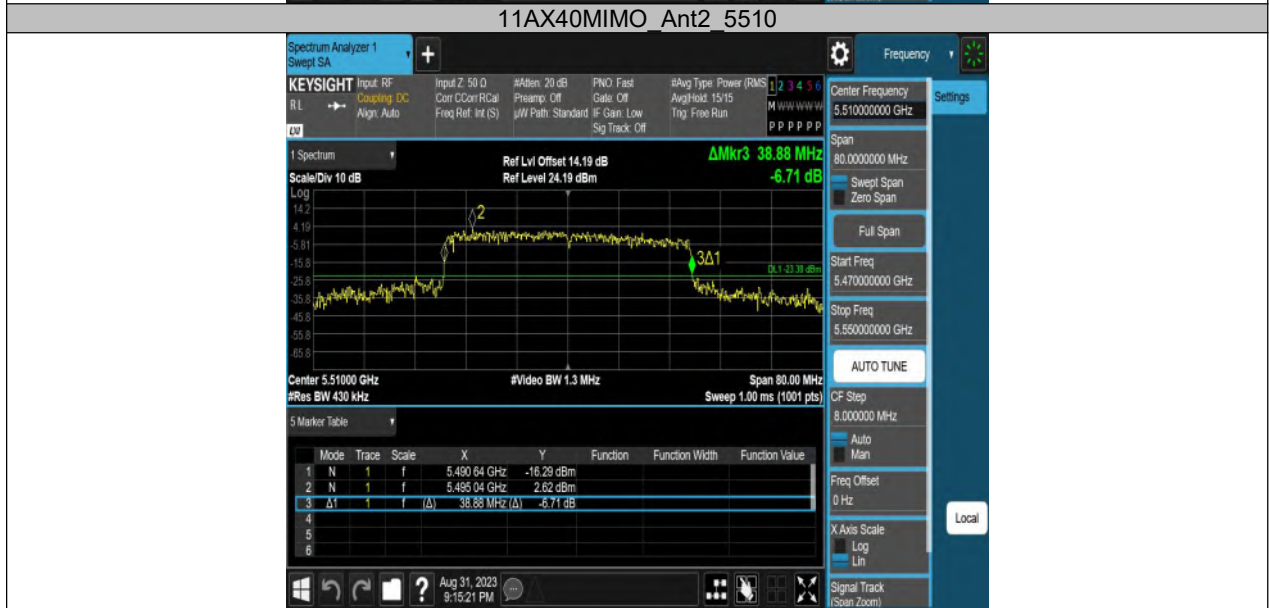 11AX40MIMO_Ant2_5510
Spectrum Analyzer 1
Swept SA
+
Frequency
KEYSIGHT Input: RF Input Z: 50 Ω #Atten: 20 dB PNO: Fast #Avg Type: Power (RMS 1 2 3 4 5 6
RL Coupling: DC Corr CCorr RCal Preamp: Off Gate: Off Avg|Hold: 15/15 M W W W W W
Align: Auto Freq Ref: Int (S) µW Path: Standard IF Gain: Low Trig: Free Run
Sig Track: Off P P P P P P
Center Frequency
5.510000000 GHz
Settings
Span
80.0000000 MHz
Swept Span
Zero Span
Full Span
Start Freq
5.470000000 GHz
Stop Freq
5.550000000 GHz
AUTO TUNE
CF Step
8.000000 MHz
Auto
Man
Freq Offset
0 Hz
X Axis Scale
Log
Lin
Signal Track
(Span Zoom)
Local
1 Spectrum
Ref Lvl Offset 14.19 dB
ΔMkr3 38.88 MHz
Scale/Div 10 dB
Ref Level 24.19 dBm
-6.71 dB
Log
14.2
4.19
-5.81
-15.8
-25.8
-35.8
-45.8
-55.8
-65.8
2
3Δ1
DL1 -23.38 dBm
Center 5.51000 GHz #Video BW 1.3 MHz Span 80.00 MHz
#Res BW 430 kHz Sweep 1.00 ms (1001 pts)
5 Marker Table
Mode Trace Scale X Y Function Function Width Function Value
1 N 1 f 5.490 64 GHz -16.29 dBm
2 N 1 f 5.495 04 GHz 2.62 dBm
3 Δ1 1 f (Δ) 38.88 MHz (Δ) -6.71 dB
4
5
6
?
Aug 31, 2023
9:15:21 PM